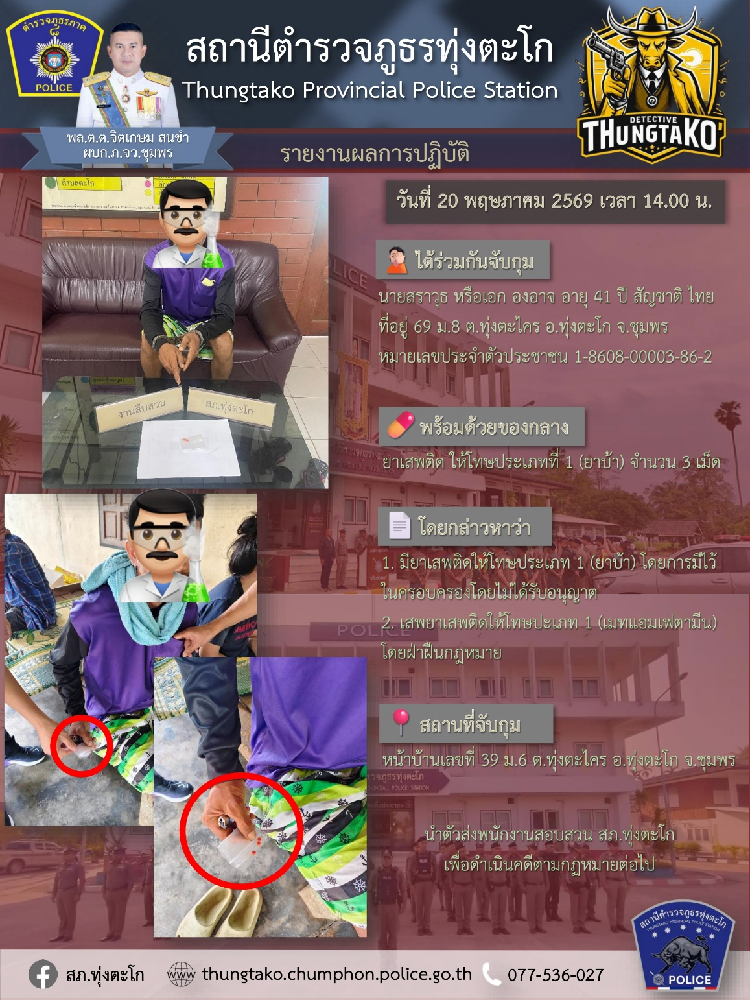 ตำรวจภูธรภาค
๘
POLICE
สถานีตำรวจภูธรทุ่งตะโก
Thungtako Provincial Police Station
DETECTIVE
THUNGTAKO
พล.ต.ต.จิตเกษม สนขำ
ผบก.ภ.จว.ชุมพร
รายงานผลการปฏิบัติ
ตำบลตะโก
วันที่ 20 พฤษภาคม 2569 เวลา 14.00 น.
ได้ร่วมกันจับกุม
นายสราวุธ หรือเอก องอาจ อายุ 41 ปี สัญชาติ ไทย
ที่อยู่ 69 ม.8 ต.ทุ่งตะไคร อ.ทุ่งตะโก จ.ชุมพร
หมายเลขประจำตัวประชาชน 1-8608-00003-86-2
งานสืบสวน
สภ.ทุ่งตะโก
พร้อมด้วยของกลาง
ยาเสพติด ให้โทษประเภทที่ 1 (ยาบ้า) จำนวน 3 เม็ด
โดยกล่าวหาว่า
1. มียาเสพติดให้โทษประเภท 1 (ยาบ้า) โดยการมีไว้
ในครอบครองโดยไม่ได้รับอนุญาต
POLICE
2. เสพยาเสพติดให้โทษปะเภท 1 (เมทแอมเฟตามีน)
โดยฝ่าฝืนกฎหมาย
สถานที่จับกุม
หน้าบ้านเลขที่ 39 ม.6 ต.ทุ่งตะไคร อ.ทุ่งตะโก จ.ชุมพร
นำตัวส่งพนักงานสอบสวน สภ.ทุ่งตะโก
เพื่อดำเนินคดีตามกฎหมายต่อไป
สถานีตำรวจภูธรทุ่งตะโก
THUNGTAKO PROVINCIAL POLICE STATION
POLICE
สภ.ทุ่งตะโก
www
thungtako.chumphon.police.go.th
077-536-027